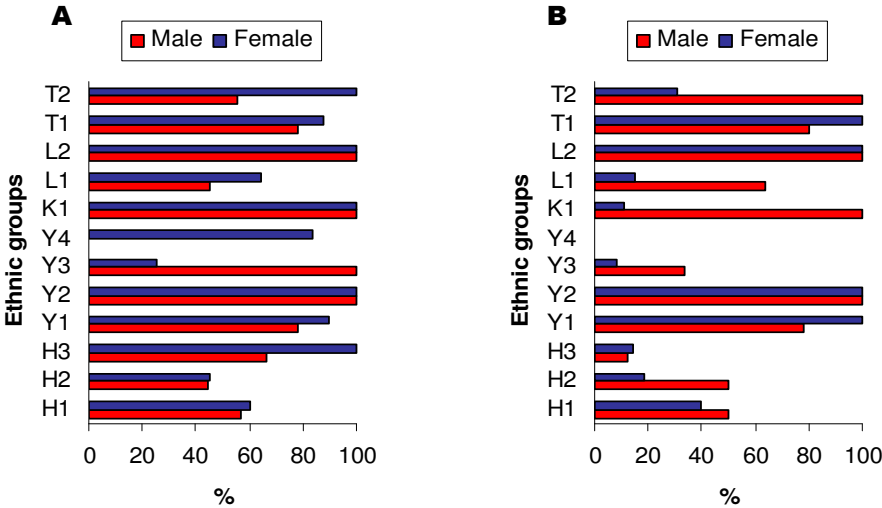 A
Male Female
Ethnic groups
T2
T1
L2
L1
K1
Y4
Y3
Y2
Y1
H3
H2
H1
0 20 40 60 80 100
%
B
Male Female
Ethnic groups
T2
T1
L2
L1
K1
Y4
Y3
Y2
Y1
H3
H2
H1
0 20 40 60 80 100
%